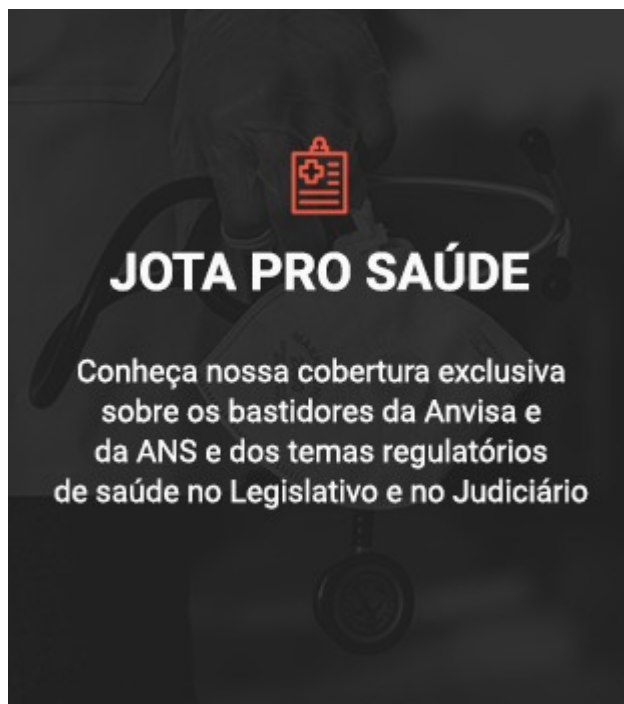 JOTA PRO SAÚDE
Conheça nossa cobertura exclusiva
sobre os bastidores da Anvisa e
da ANS e dos temas regulatórios
de saúde no Legislativo e no Judiciário